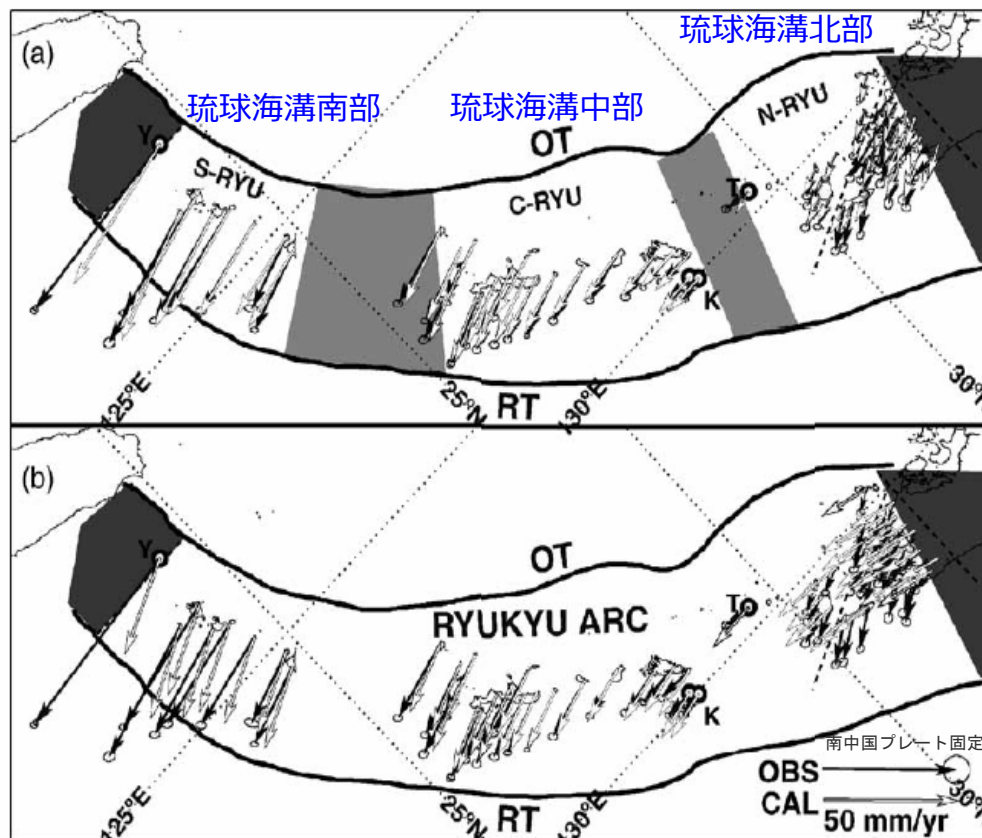 琉球海溝北部
(a)
琉球海溝南部
琉球海溝中部
N-RYU
OT
Y
S-RYU
C-RYU
T
K
125°E
25°N
130°E
30°N
RT
(b)
OT
Y
RYUKYU ARC
T
K
南中国プレート固定
OBS
CAL
50 mm/yr
125°E
25°N
130°E
30°N
RT